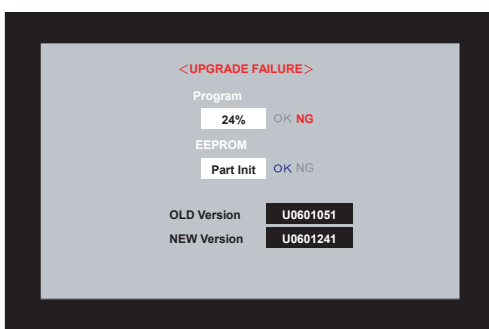 <UPGRADE FAILURE>
Program
24% OK NG
EEPROM
Part Init OK NG
OLD Version U0601051
NEW Version U0601241